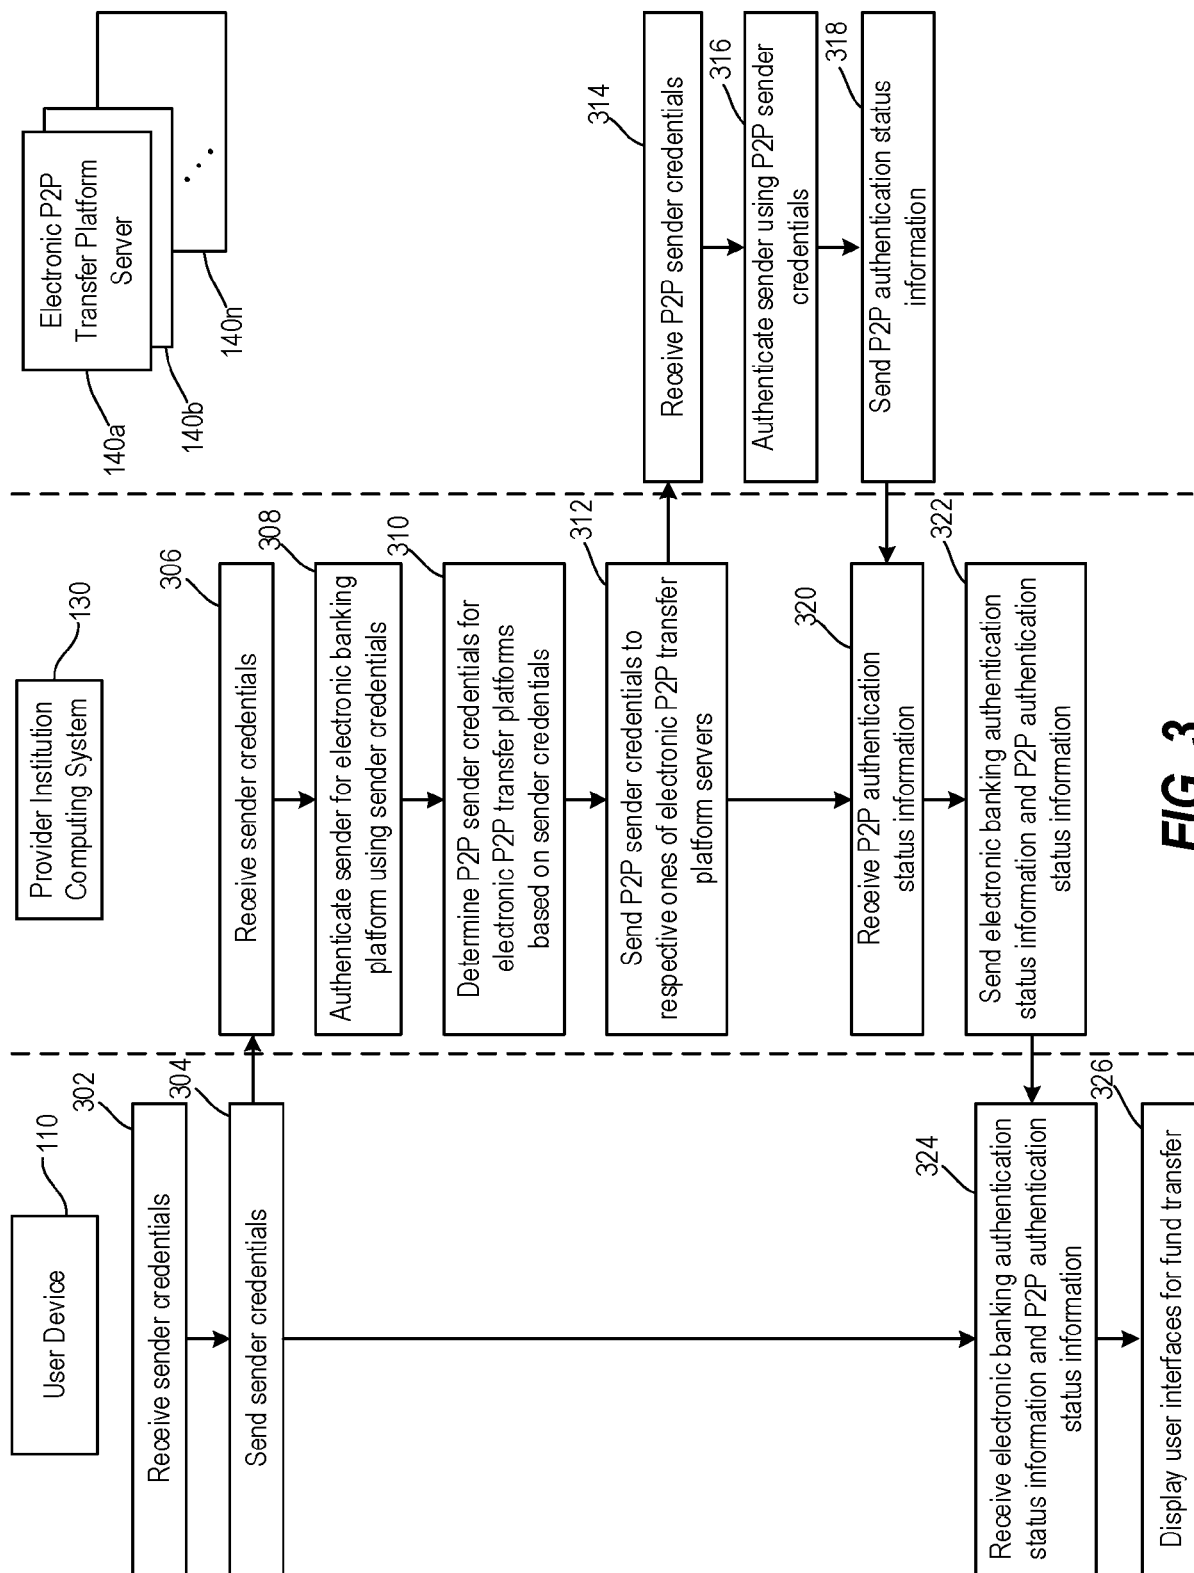 User Device
110
Provider Institution
Computing System
130
Electronic P2P
Transfer Platform
Server
140a
140b
140n
302
Receive sender credentials
304
Send sender credentials
306
Receive sender credentials
308
Authenticate sender for electronic banking
platform using sender credentials
310
Determine P2P sender credentials for
electronic P2P transfer platforms
based on sender credentials
312
Send P2P sender credentials to
respective ones of electronic P2P transfer
platform servers
314
Receive P2P sender credentials
316
Authenticate sender using P2P sender
credentials
318
Send P2P authentication status
information
320
Receive P2P authentication
status information
322
Send electronic banking authentication
status information and P2P authentication
status information
324
Receive electronic banking authentication
status information and P2P authentication
status information
326
Display user interfaces for fund transfer
FIG. 3